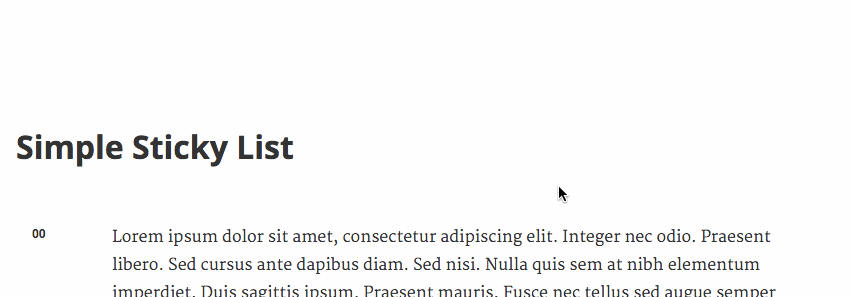 Simple Sticky List
00
Lorem ipsum dolor sit amet, consectetur adipiscing elit. Integer nec odio. Praesent
libero. Sed cursus ante dapibus diam. Sed nisi. Nulla quis sem at nibh elementum
imperdiet. Duis sagittis ipsum. Praesent mauris. Fusce nec tellus sed augue semper